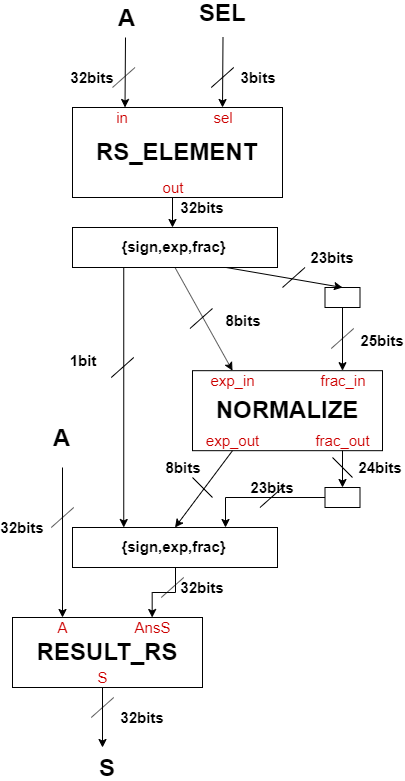 A
SEL
32bits
3bits
in
sel
RS_ELEMENT
out
32bits
{sign,exp,frac}
23bits
8bits
25bits
1bit
exp_in
frac_in
NORMALIZE
exp_out
frac_out
A
8bits
24bits
23bits
32bits
{sign,exp,frac}
32bits
A
AnsS
RESULT_RS
S
32bits
S